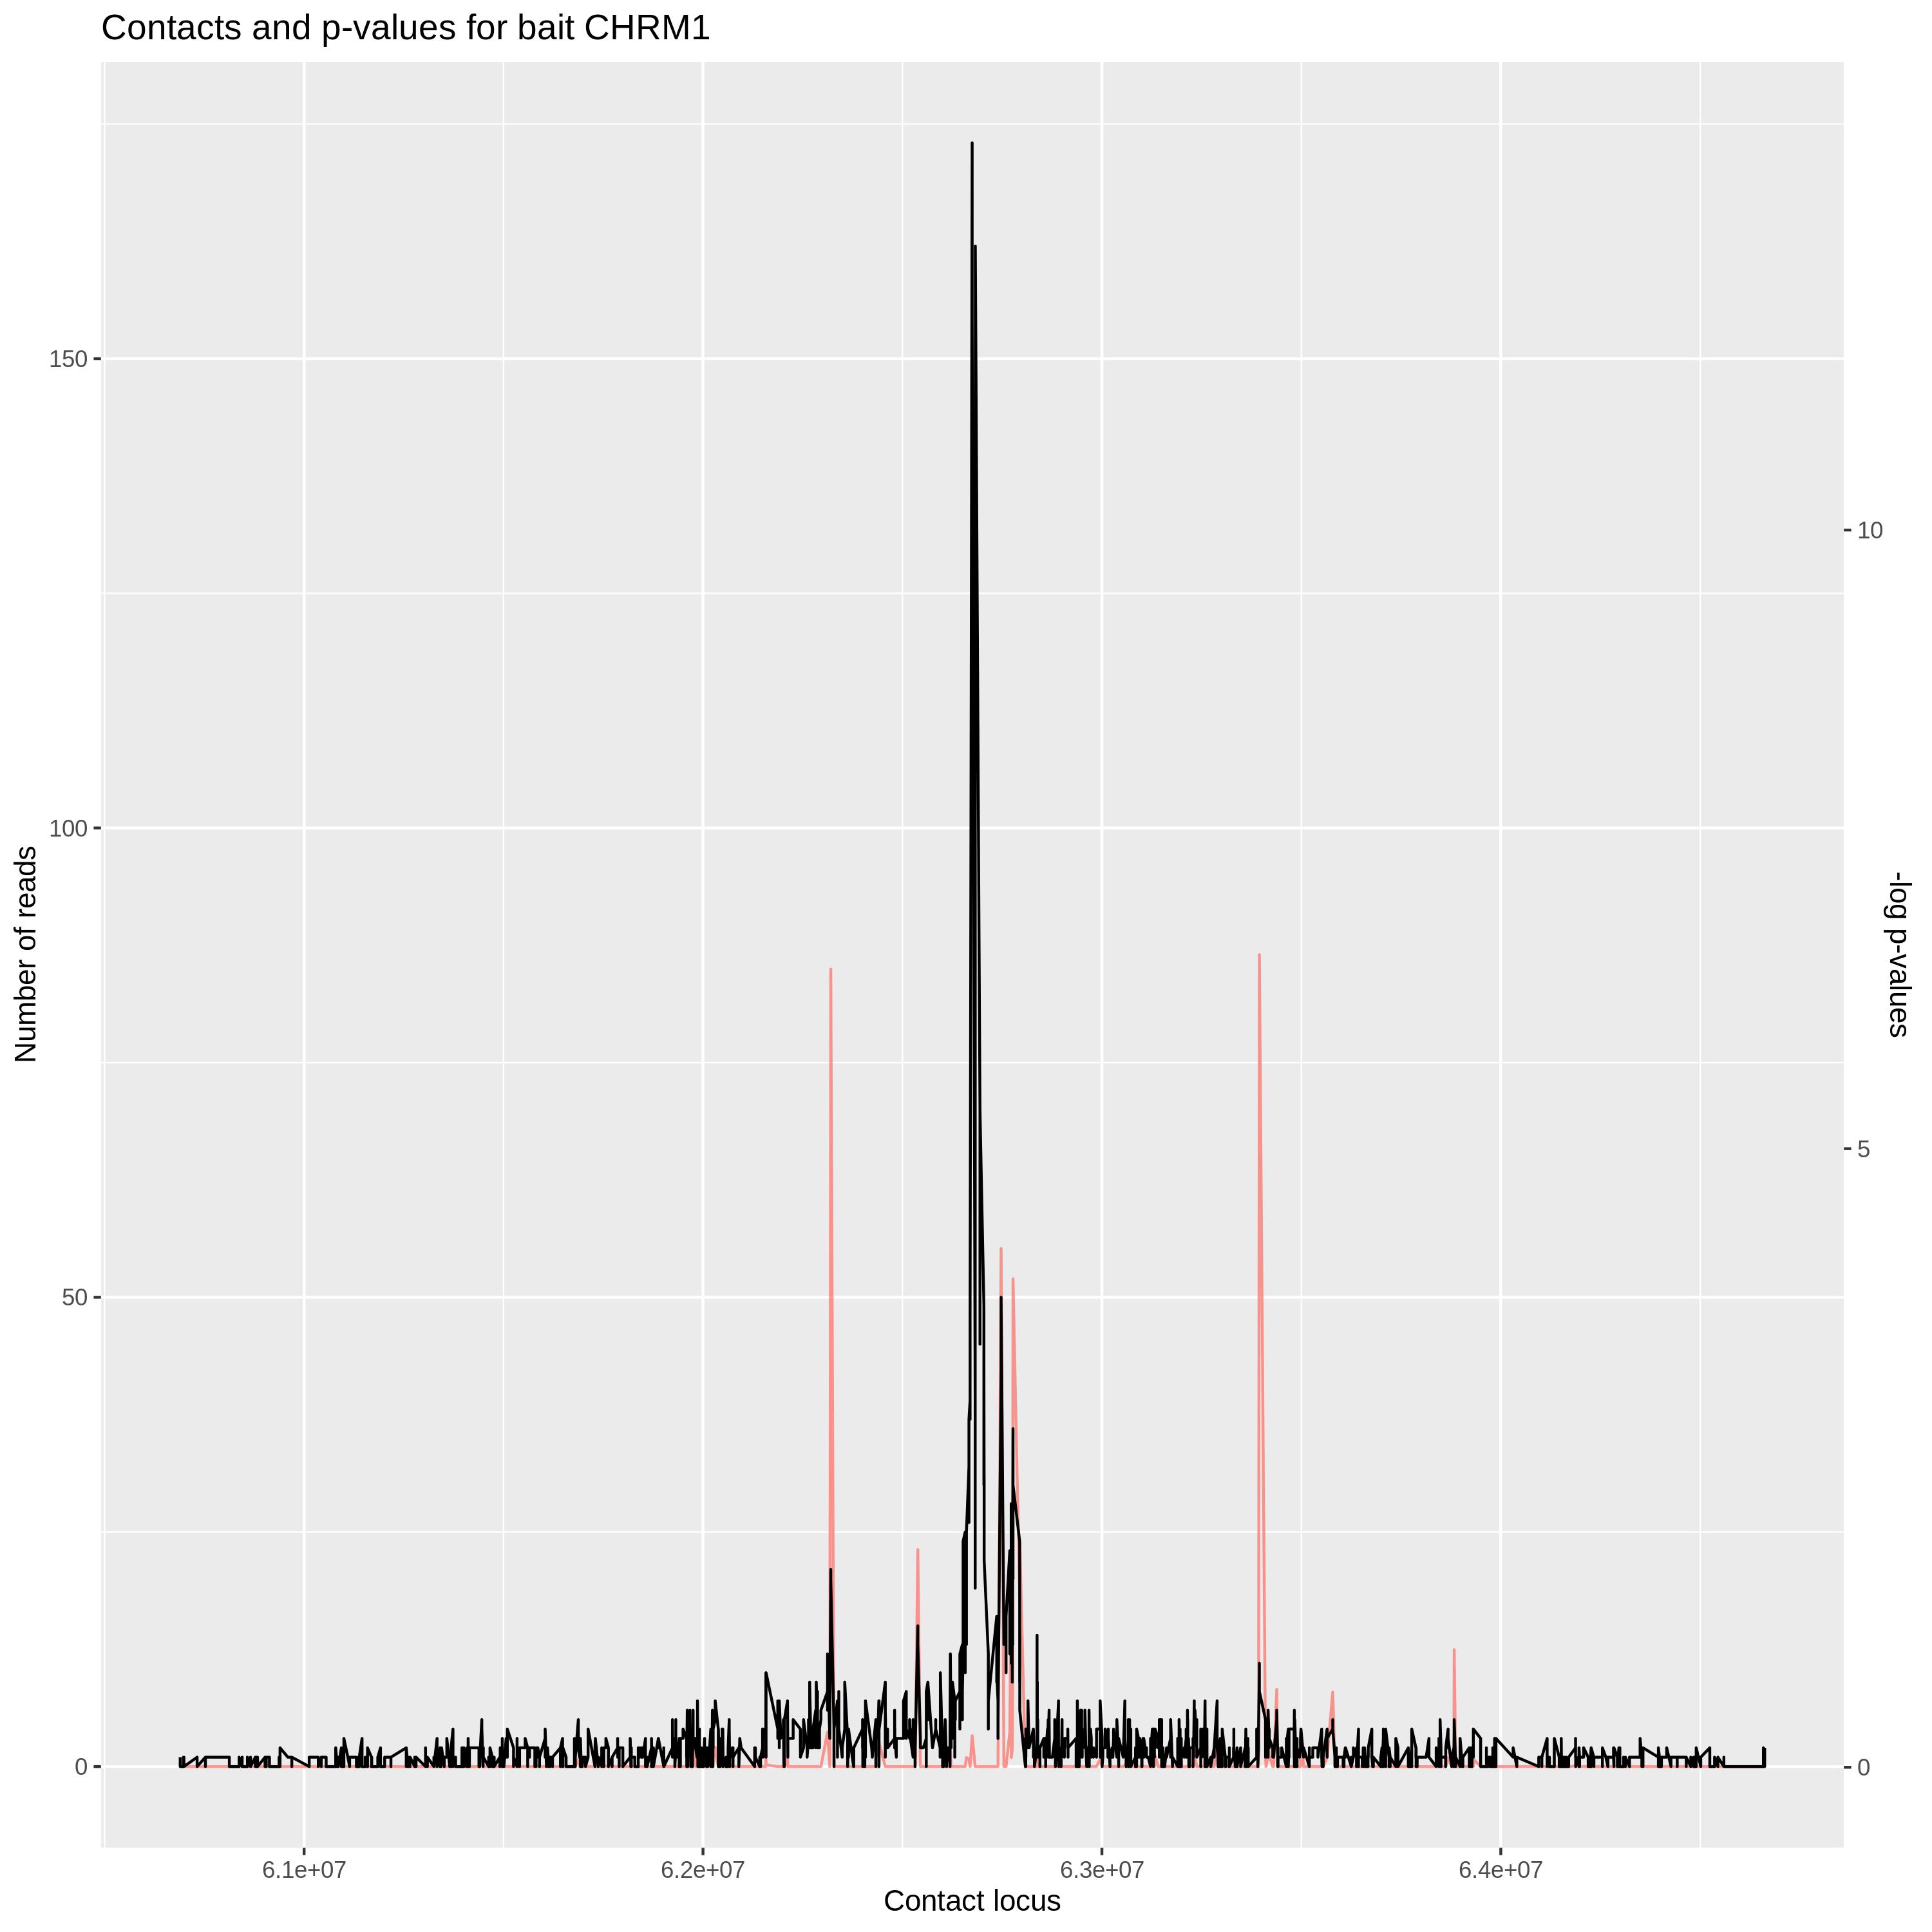 Contacts and p-values for bait CHRM1
150
100
50
0
Number of reads
10
5
0
-log p-values
6.1e+07 6.2e+07 6.3e+07 6.4e+07
Contact locus